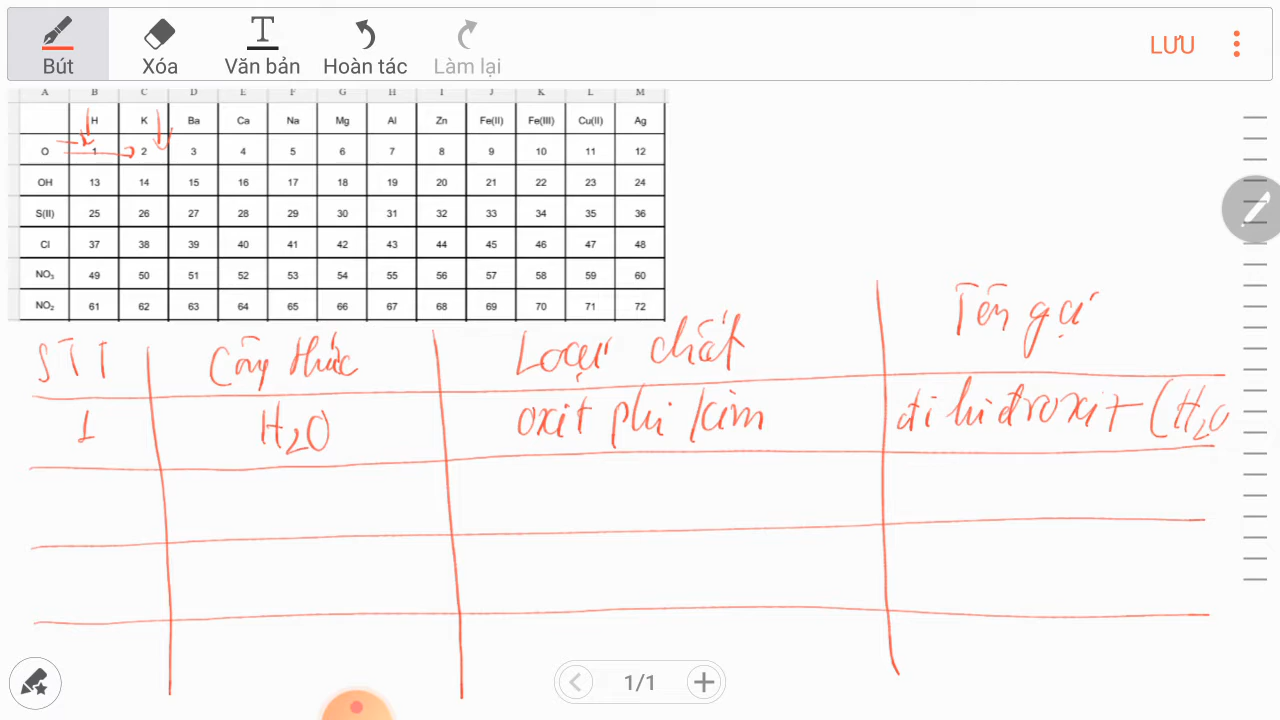 Bút Xóa Văn bản Hoàn tác Làm lại LƯU
A B C D E F G H I J K L M
H K Ba Ca Na Mg Al Zn Fe(II) Fe(III) Cu(II) Ag
O 1 2 3 4 5 6 7 8 9 10 11 12
OH 13 14 15 16 17 18 19 20 21 22 23 24
S(II) 25 26 27 28 29 30 31 32 33 34 35 36
Cl 37 38 39 40 41 42 43 44 45 46 47 48
NO₃ 49 50 51 52 53 54 55 56 57 58 59 60
NO₂ 61 62 63 64 65 66 67 68 69 70 71 72
STT Công thức Loại chất Tên gọi
1 H₂O oxit phi kim đi hiđroxit (H₂O
1/1